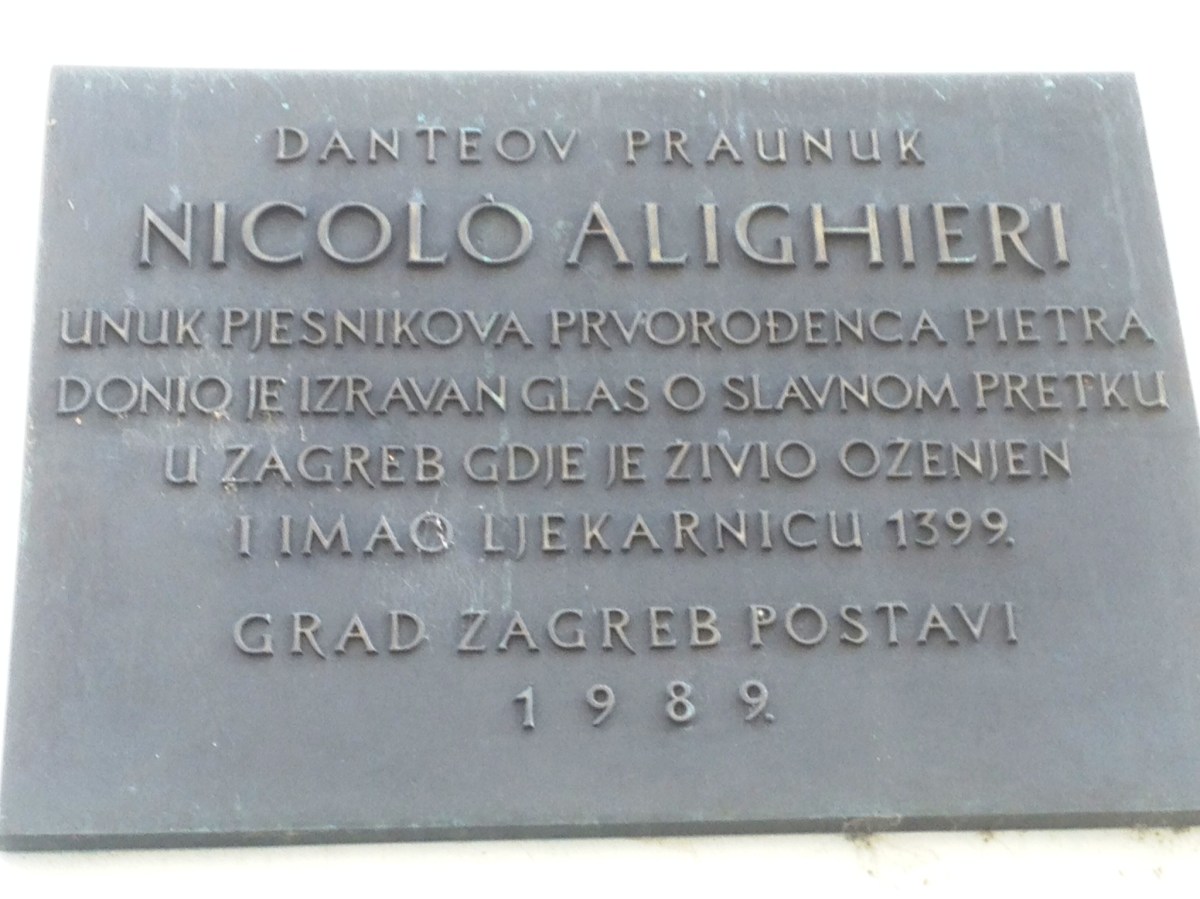 DANTEOV PRAUNUK
NICOLÒ ALIGHIERI
UNUK PJESNIKOVA PRVOROĐENCA PIETRA
DONIO JE IZRAVAN GLAS O SLAVNOM PRETKU
U ZAGREB GDJE JE ŽIVIO OŽENJEN
I IMAO LJEKARNICU 1399.
GRAD ZAGREB POSTAVI
1989.